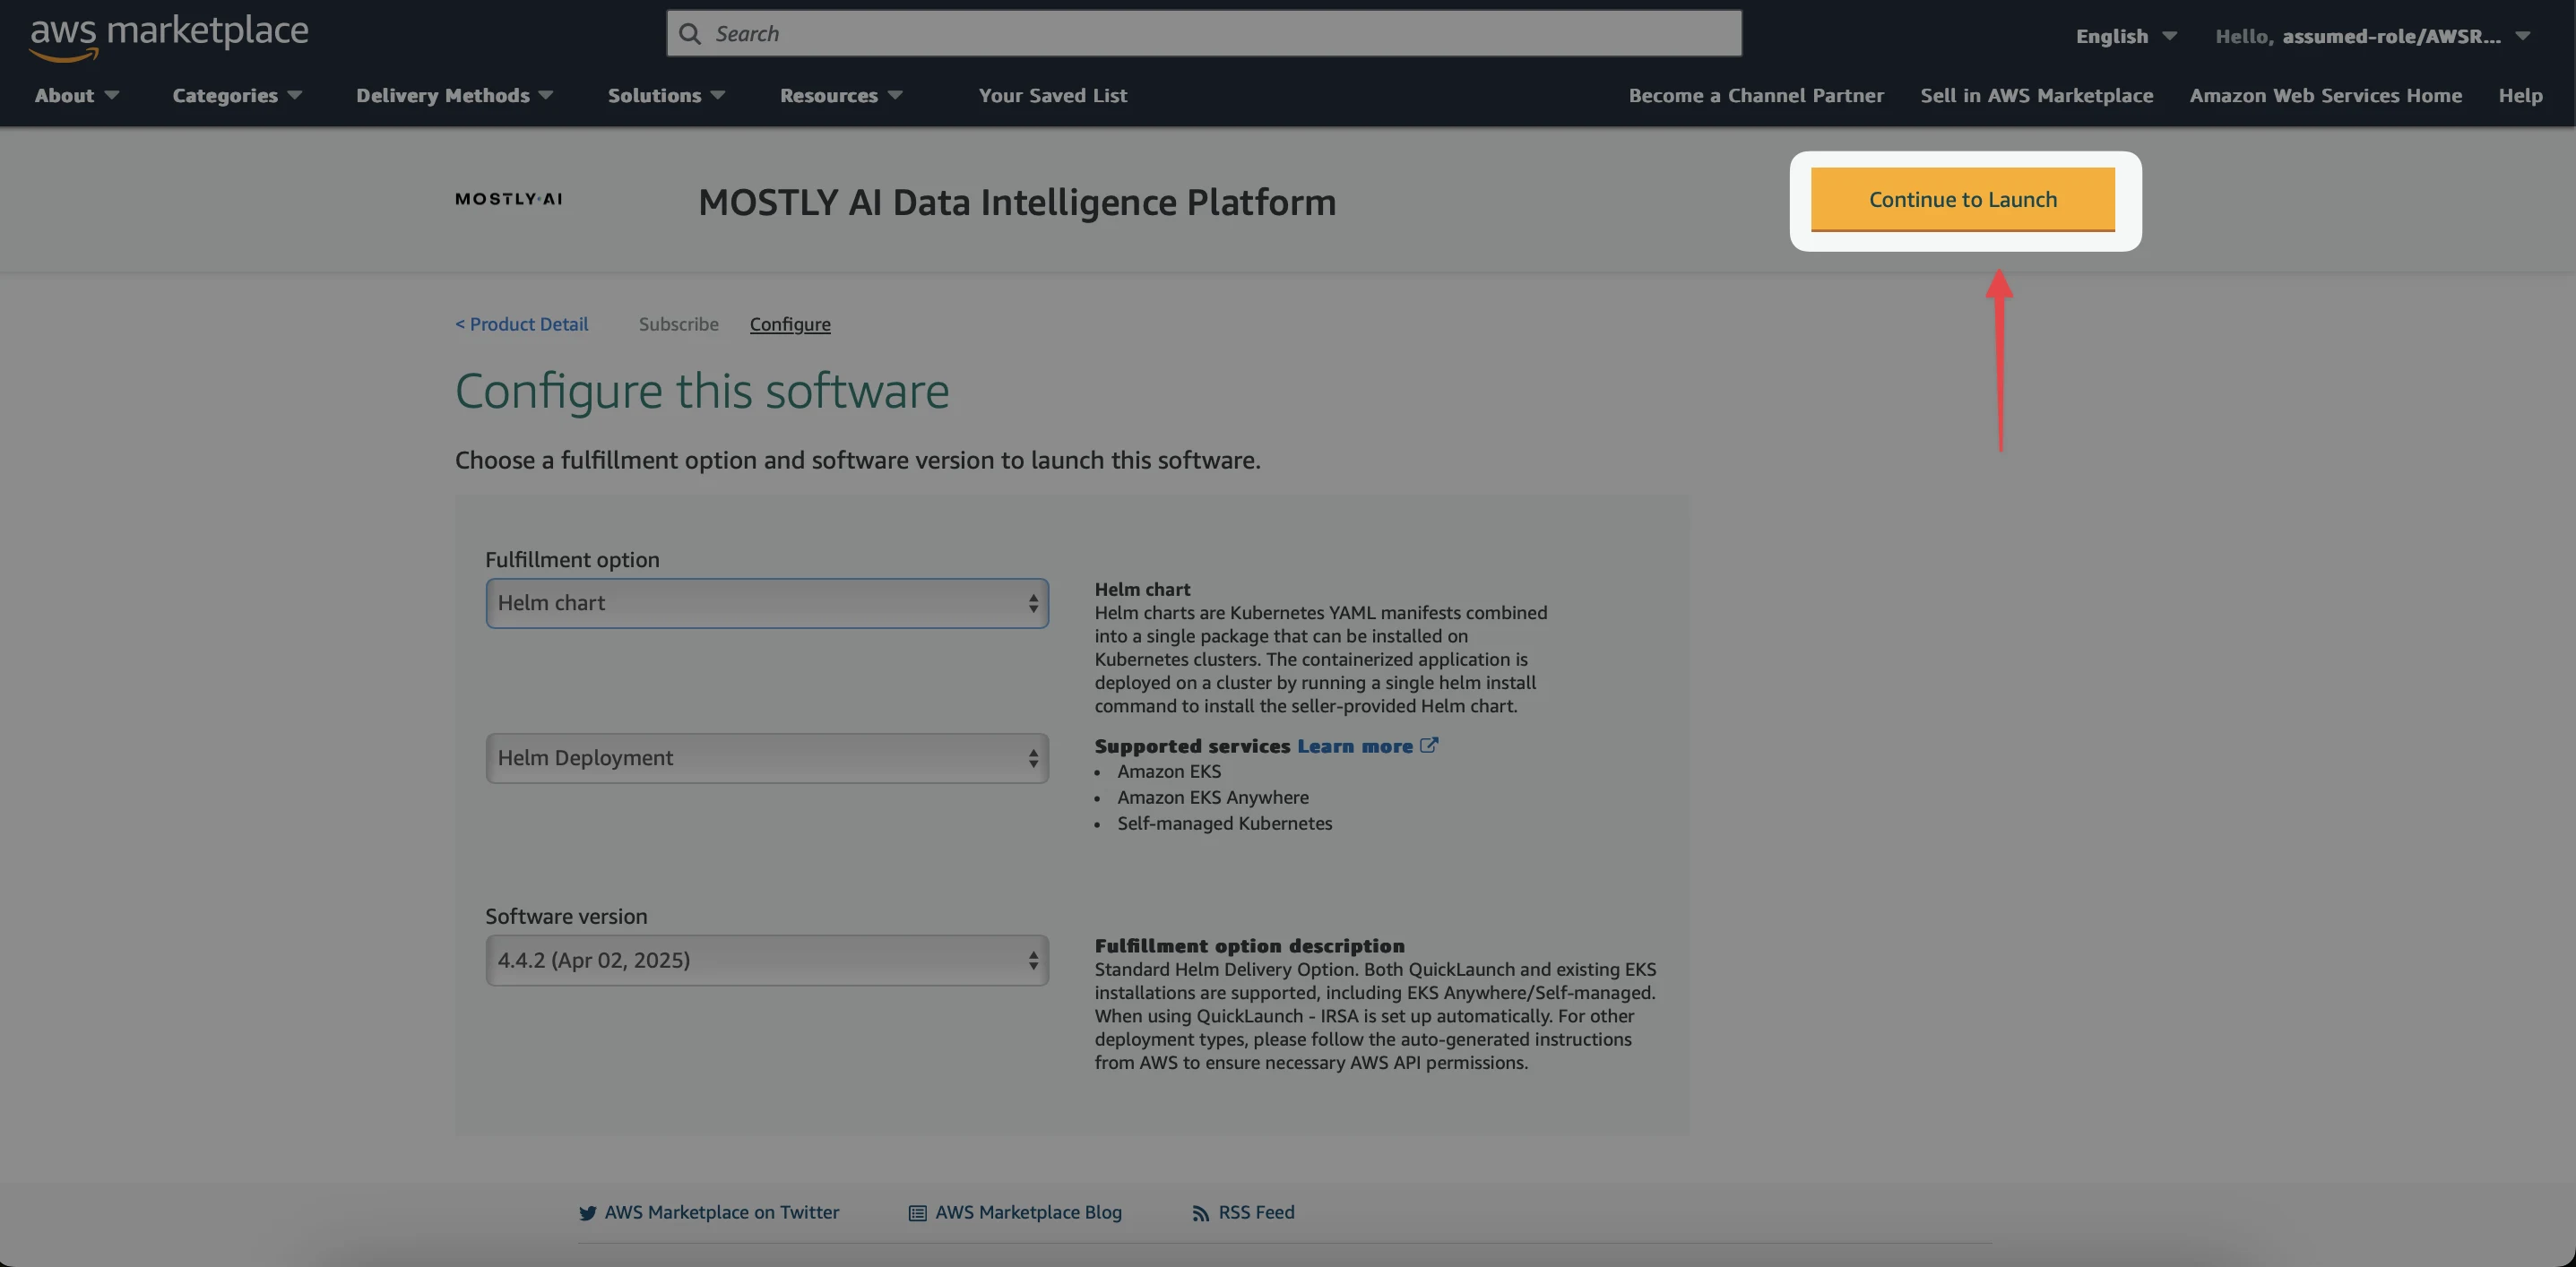 aws marketplace
Search
English
Hello, assumed-role/AWSR...
About
Categories
Delivery Methods
Solutions
Resources
Your Saved List
Become a Channel Partner
Sell in AWS Marketplace
Amazon Web Services Home
Help
MOSTLY·AI
MOSTLY AI Data Intelligence Platform
Continue to Launch
< Product Detail
Subscribe
Configure
Configure this software
Choose a fulfillment option and software version to launch this software.
Fulfillment option
Helm chart
Helm chart
Helm charts are Kubernetes YAML manifests combined
into a single package that can be installed on
Kubernetes clusters. The containerized application is
deployed on a cluster by running a single helm install
command to install the seller-provided Helm chart.
Helm Deployment
Supported services Learn more
• Amazon EKS
• Amazon EKS Anywhere
• Self-managed Kubernetes
Software version
4.4.2 (Apr 02, 2025)
Fulfillment option description
Standard Helm Delivery Option. Both QuickLaunch and existing EKS
installations are supported, including EKS Anywhere/Self-managed.
When using QuickLaunch - IRSA is set up automatically. For other
deployment types, please follow the auto-generated instructions
from AWS to ensure necessary AWS API permissions.
AWS Marketplace on Twitter
AWS Marketplace Blog
RSS Feed